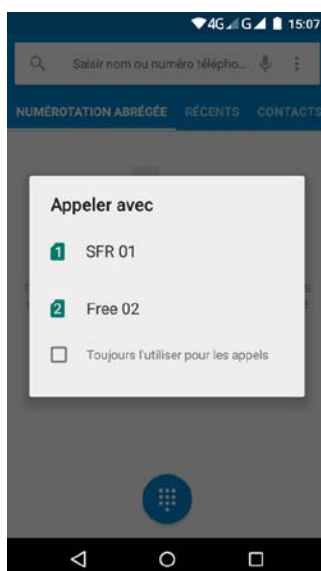 4G G 15:07
Saisir nom ou numéro télépho...
NUMÉROTATION ABRÉGÉE RÉCENTS CONTACTS
Appeler avec
1 SFR 01
2 Free 02
Toujours l'utiliser pour les appels